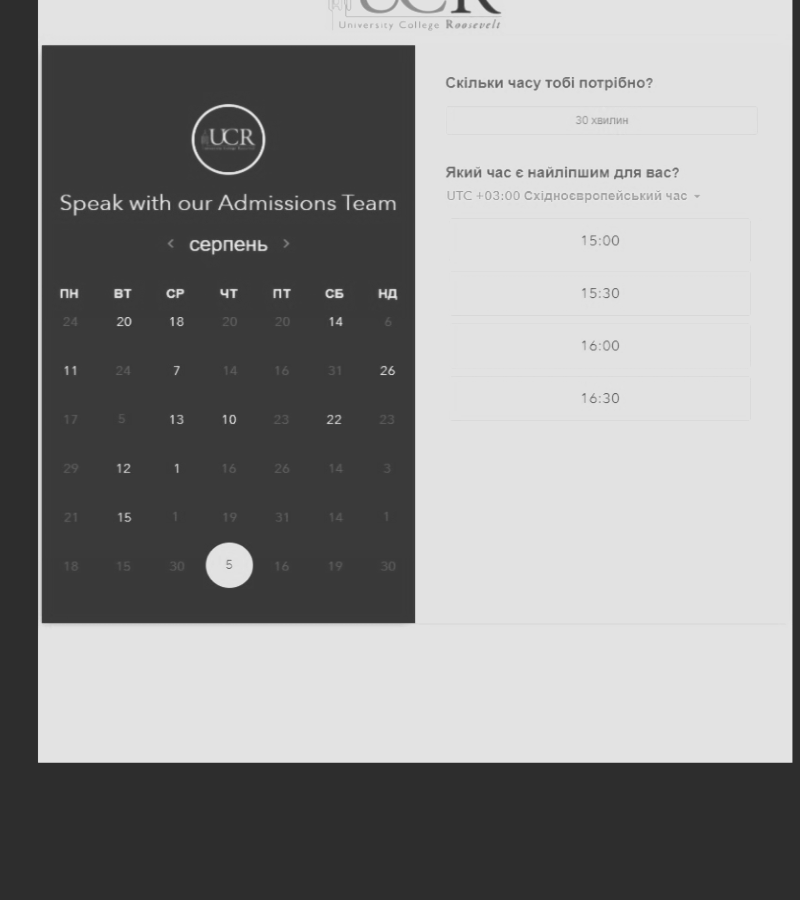 UCR
University College Roosevelt
UCR
Speak with our Admissions Team
‹ серпень ›
ПН ВТ СР ЧТ ПТ СБ НД
24 20 18 20 20 14 6
11 24 7 14 16 31 26
17 5 13 10 23 22 23
29 12 1 16 26 14 3
21 15 1 19 31 14 1
18 15 30 5 16 19 30
Скільки часу тобі потрібно?
30 хвилин
Який час є найліпшим для вас?
UTC +03:00 Східноєвропейський час
15:00
15:30
16:00
16:30